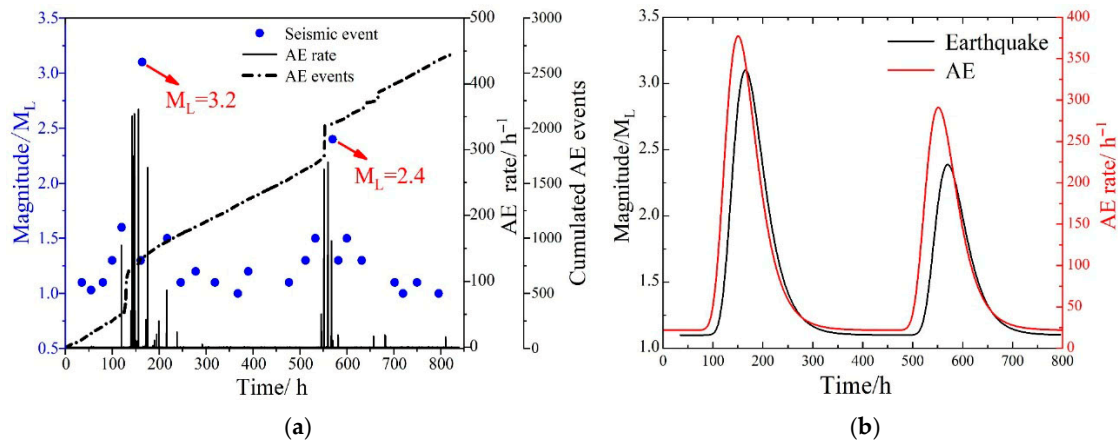 3.5
3.0
2.5
2.0
1.5
1.0
0.5
Magnitude/M_L
0 100 200 300 400 500 600 700 800
Time/ h
Seismic event
AE rate
AE events
M_L=3.2
M_L=2.4
500
400
300
200
100
0
AE rate/ h⁻¹
3000
2500
2000
1500
1000
500
0
Cumulated AE events
(a)
3.5
3.0
2.5
2.0
1.5
1.0
Magnitude/M_L
0 100 200 300 400 500 600 700 800
Time/h
Earthquake
AE
400
350
300
250
200
150
100
50
0
AE rate/h⁻¹
(b)